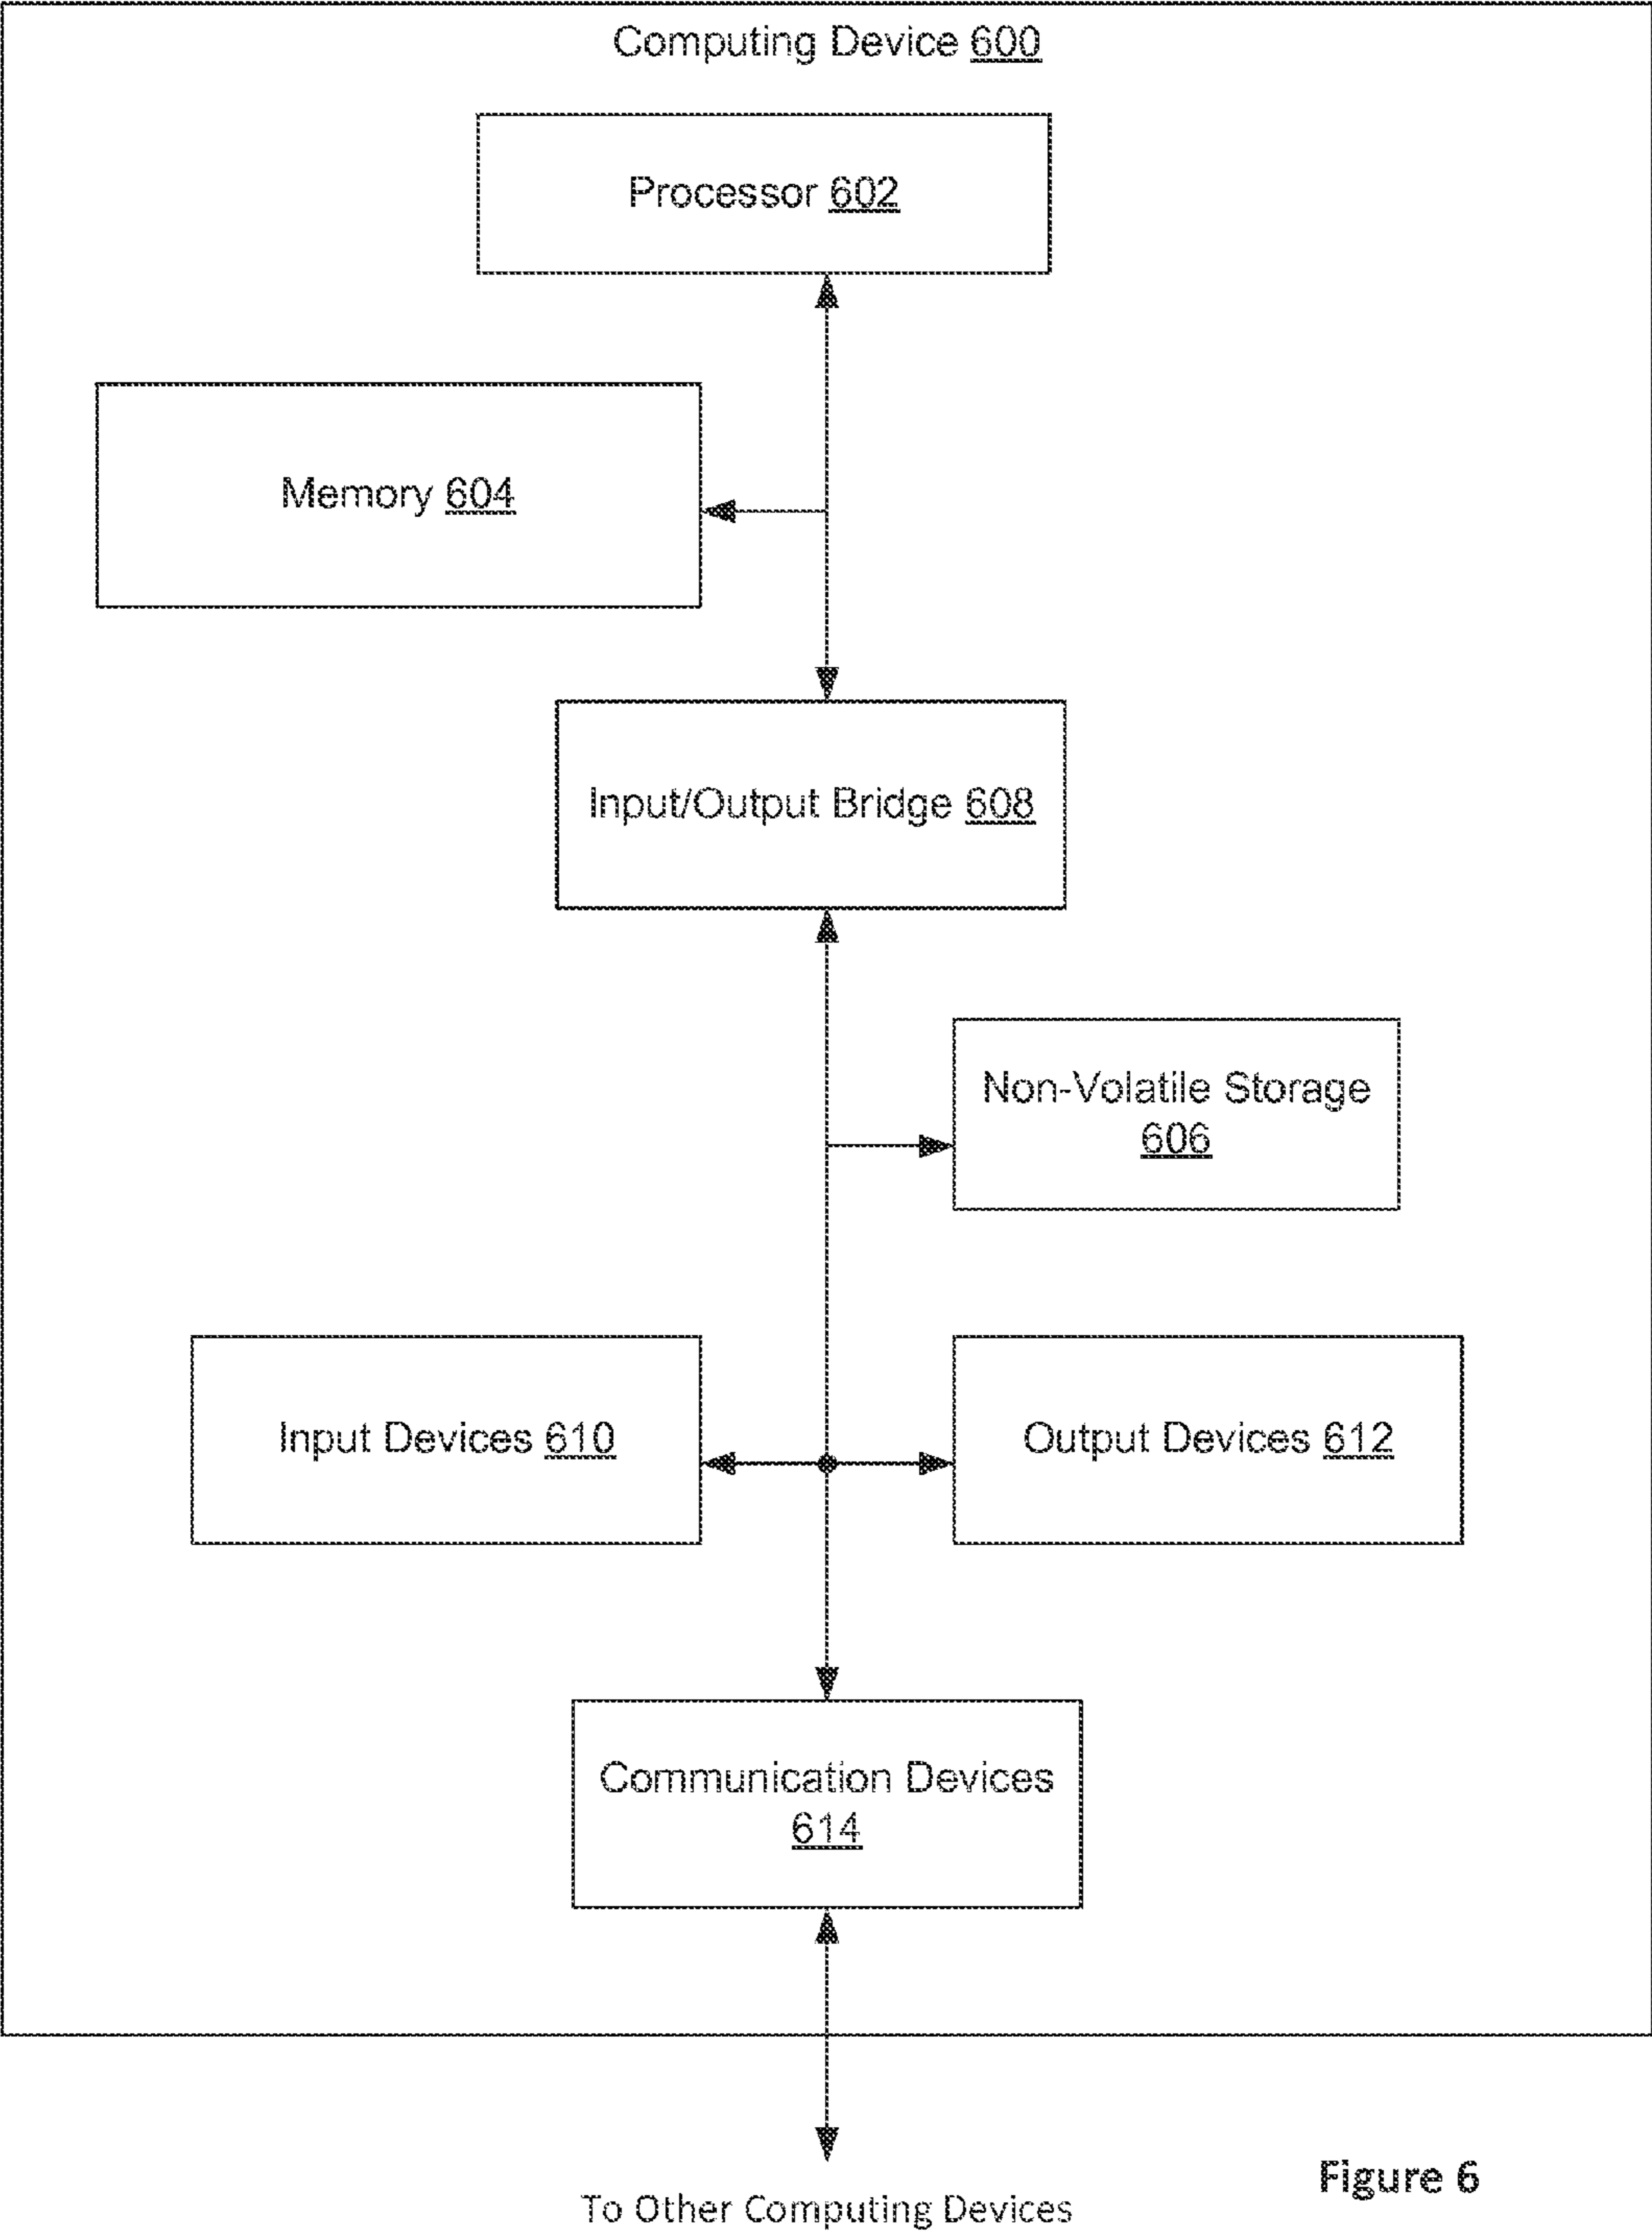 Computing Device 600
Processor 602
Memory 604
Input/Output Bridge 608
Non-Volatile Storage
606
Input Devices 610
Output Devices 612
Communication Devices
614
Figure 6
To Other Computing Devices